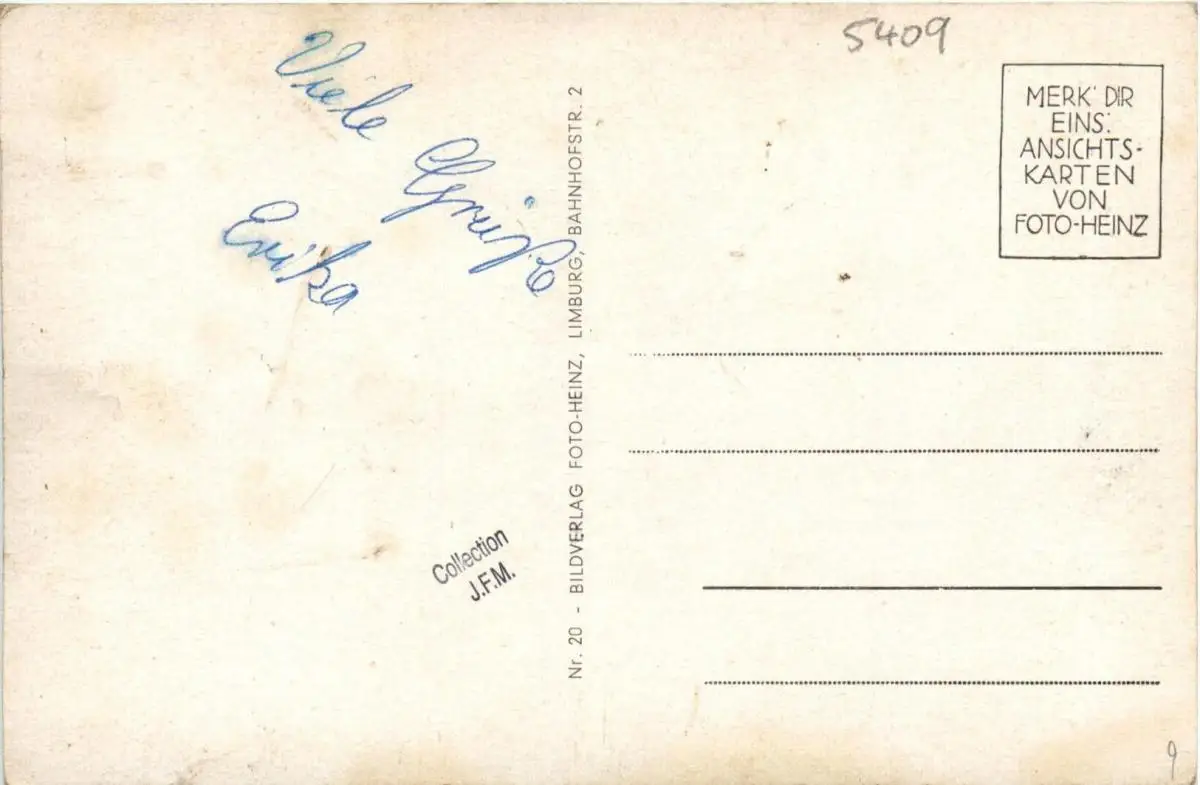 5409
Viele
Grüße
Erika
MERK' DIR
EINS:
ANSICHTS-
KARTEN
VON
FOTO-HEINZ
Nr. 20 - BILDVERLAG FOTO-HEINZ, LIMBURG, BAHNHOFSTR. 2
Collection
J.F.M.
9